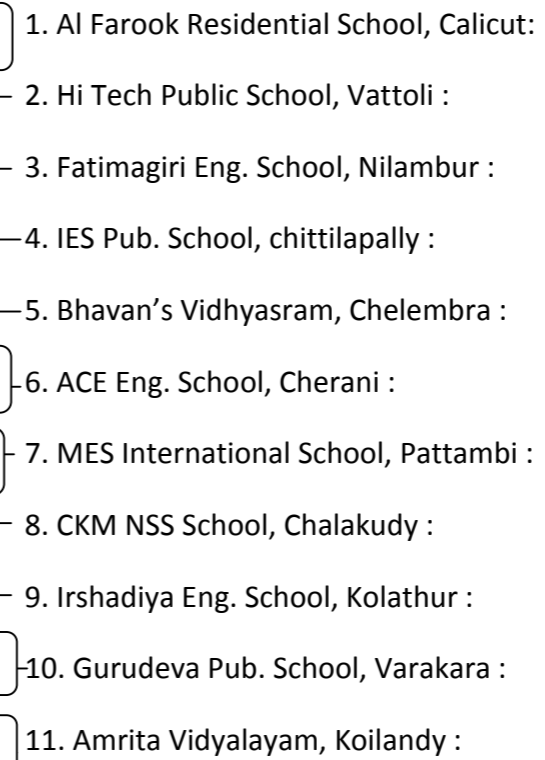 1. Al Farook Residential School, Calicut:
2. Hi Tech Public School, Vattoli :
3. Fatimagiri Eng. School, Nilambur :
4. IES Pub. School, chittilapally :
5. Bhavan’s Vidhyasram, Chelembra :
6. ACE Eng. School, Cherani :
7. MES International School, Pattambi :
8. CKM NSS School, Chalakudy :
9. Irshadiya Eng. School, Kolathur :
10. Gurudeva Pub. School, Varakara :
11. Amrita Vidyalayam, Koilandy :